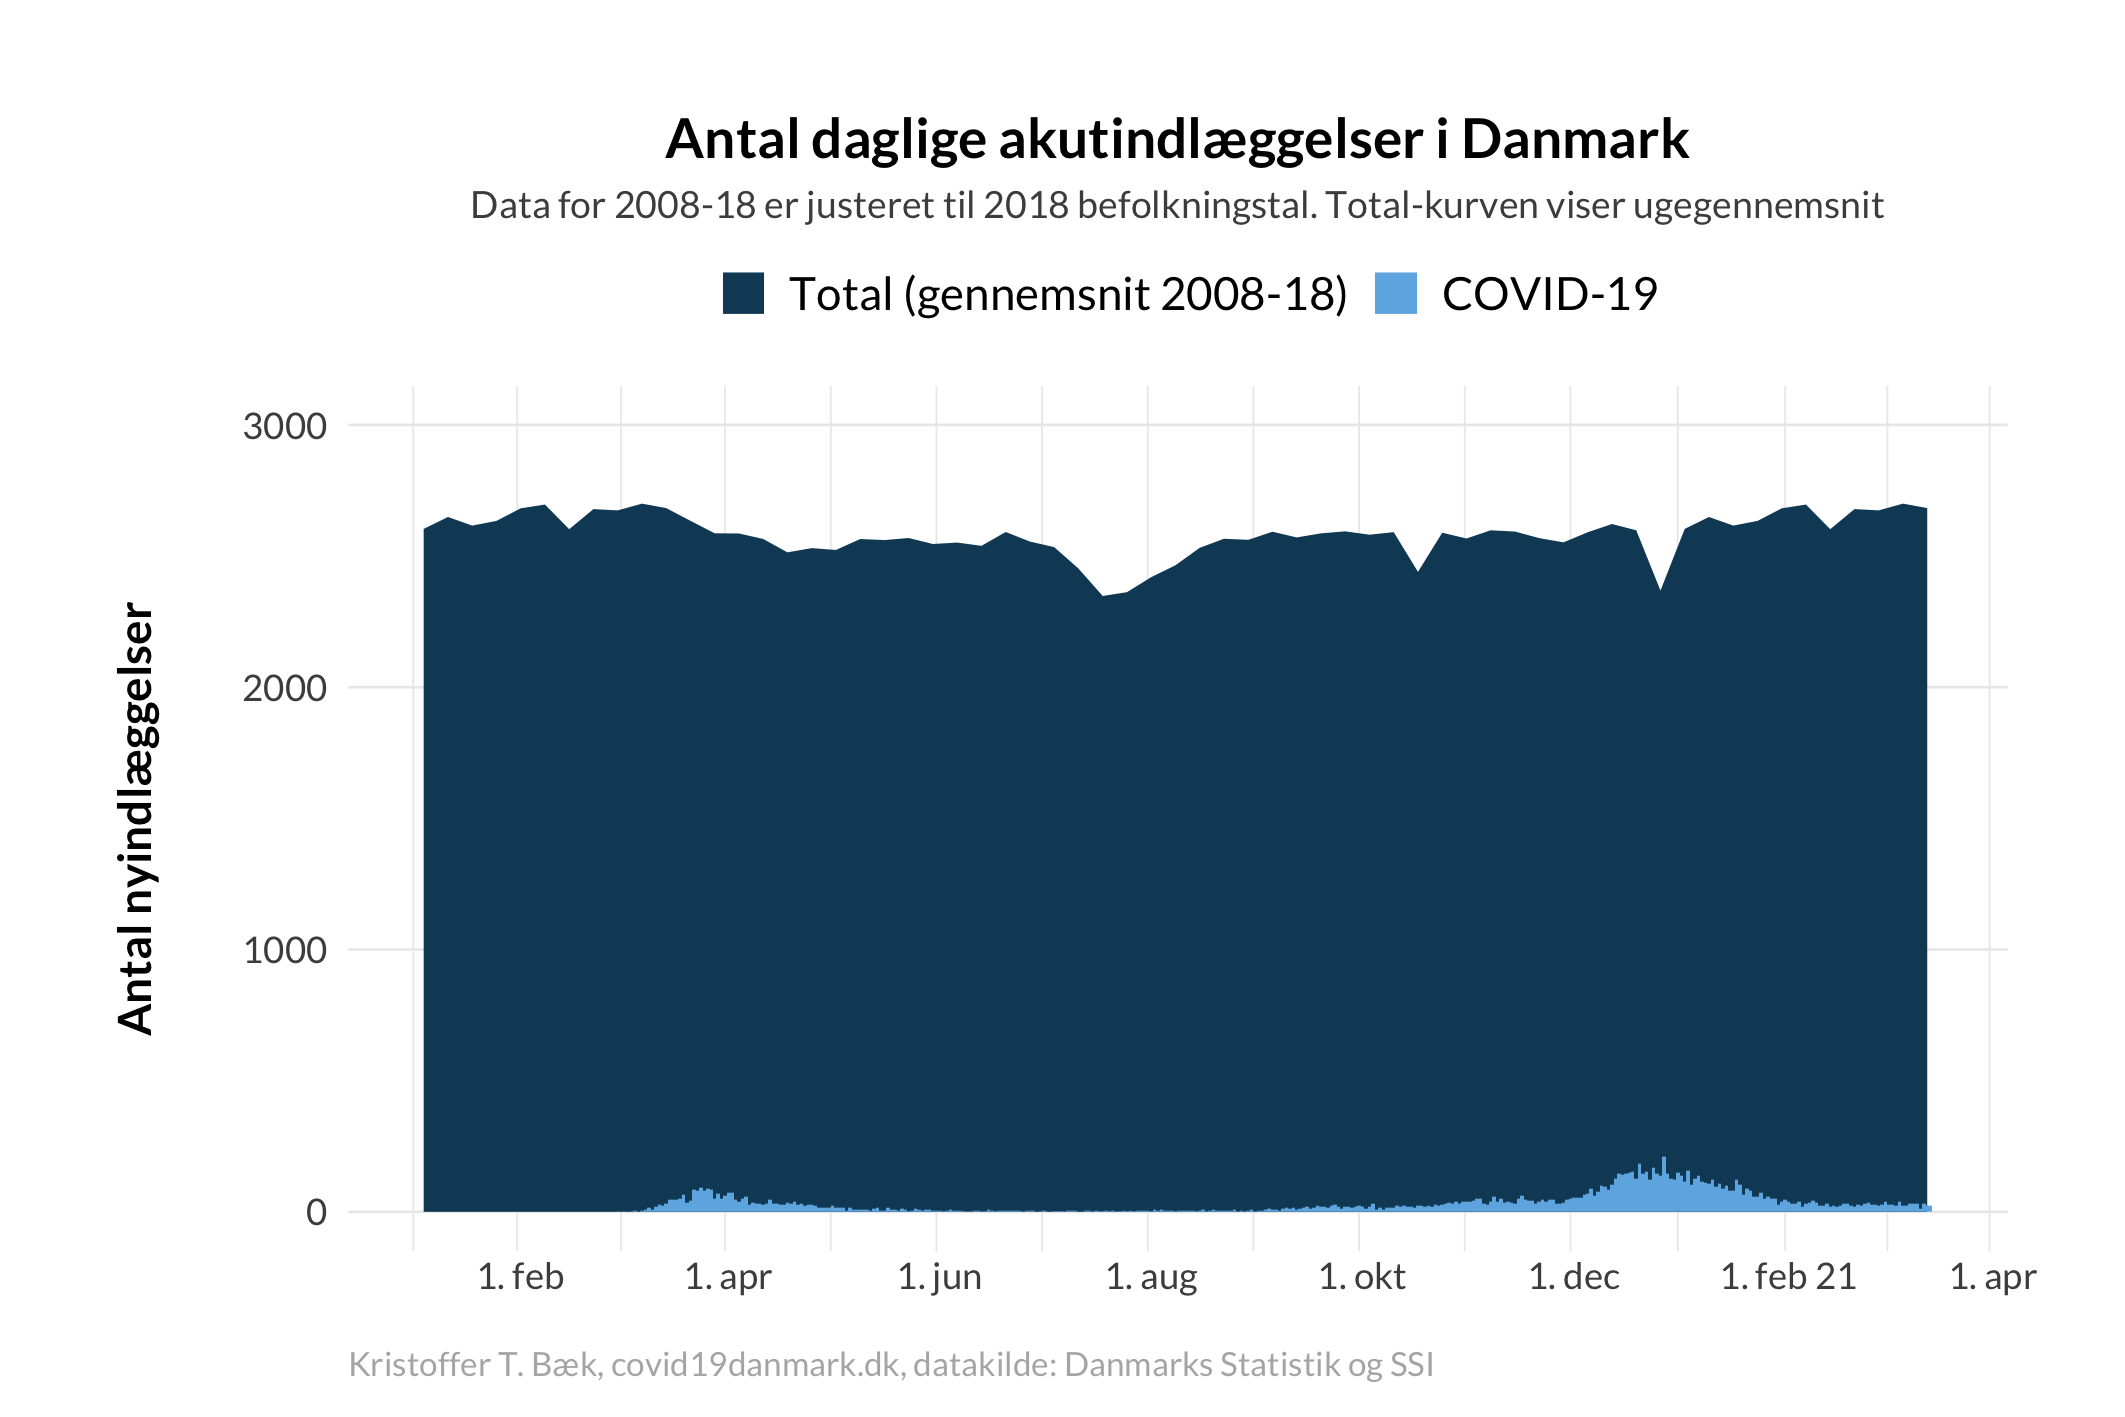 Antal daglige akutindlæggelser i Danmark
Data for 2008-18 er justeret til 2018 befolkningstal. Total-kurven viser ugegennemsnit
Total (gennemsnit 2008-18) COVID-19
Antal nyindlæggelser
3000
2000
1000
0
1. feb 1. apr 1. jun 1. aug 1. okt 1. dec 1. feb 21 1. apr
Kristoffer T. Bæk, covid19danmark.dk, datakilde: Danmarks Statistik og SSI